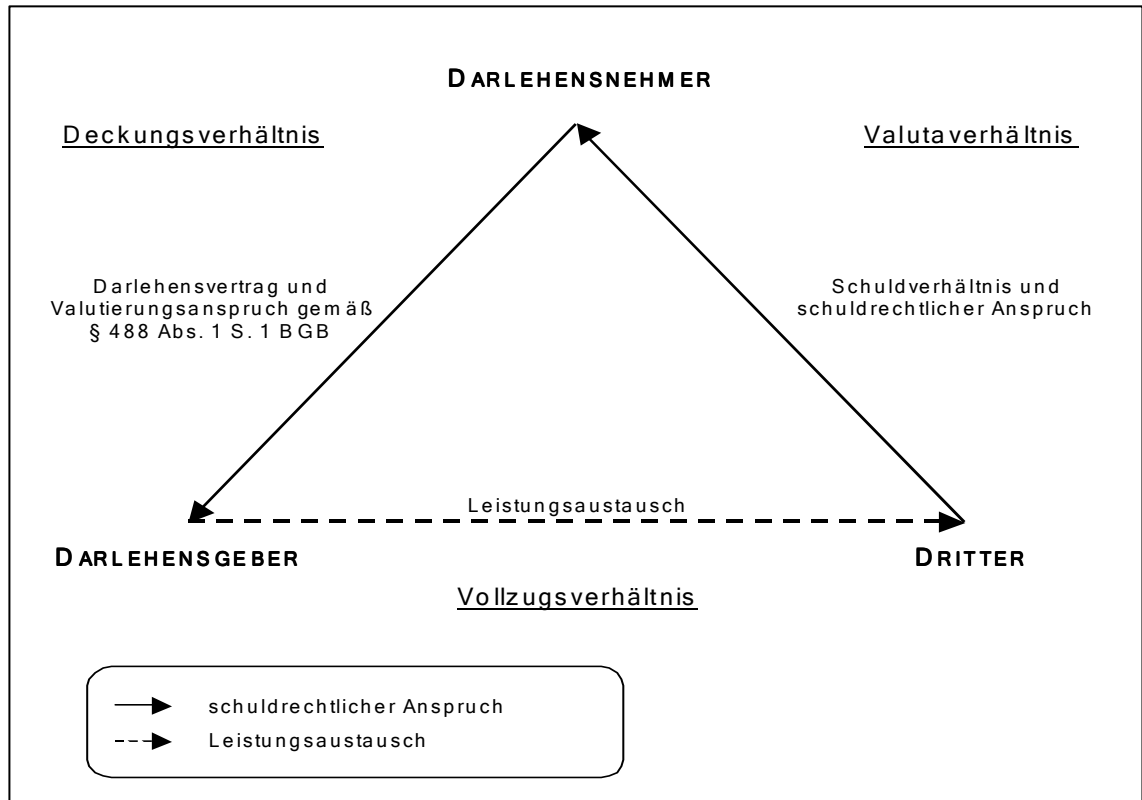 DARLEHENSNEHMER
Deckungsverhältnis
Valutaverhältnis
Darlehensvertrag und
Valutierungsanspruch gemäß
§ 488 Abs. 1 S. 1 BGB
Schuldverhältnis und
schuldrechtlicher Anspruch
Leistungsaustausch
DARLEHENSGEBER
DRITTER
Vollzugsverhältnis
schuldrechtlicher Anspruch
Leistungsaustausch